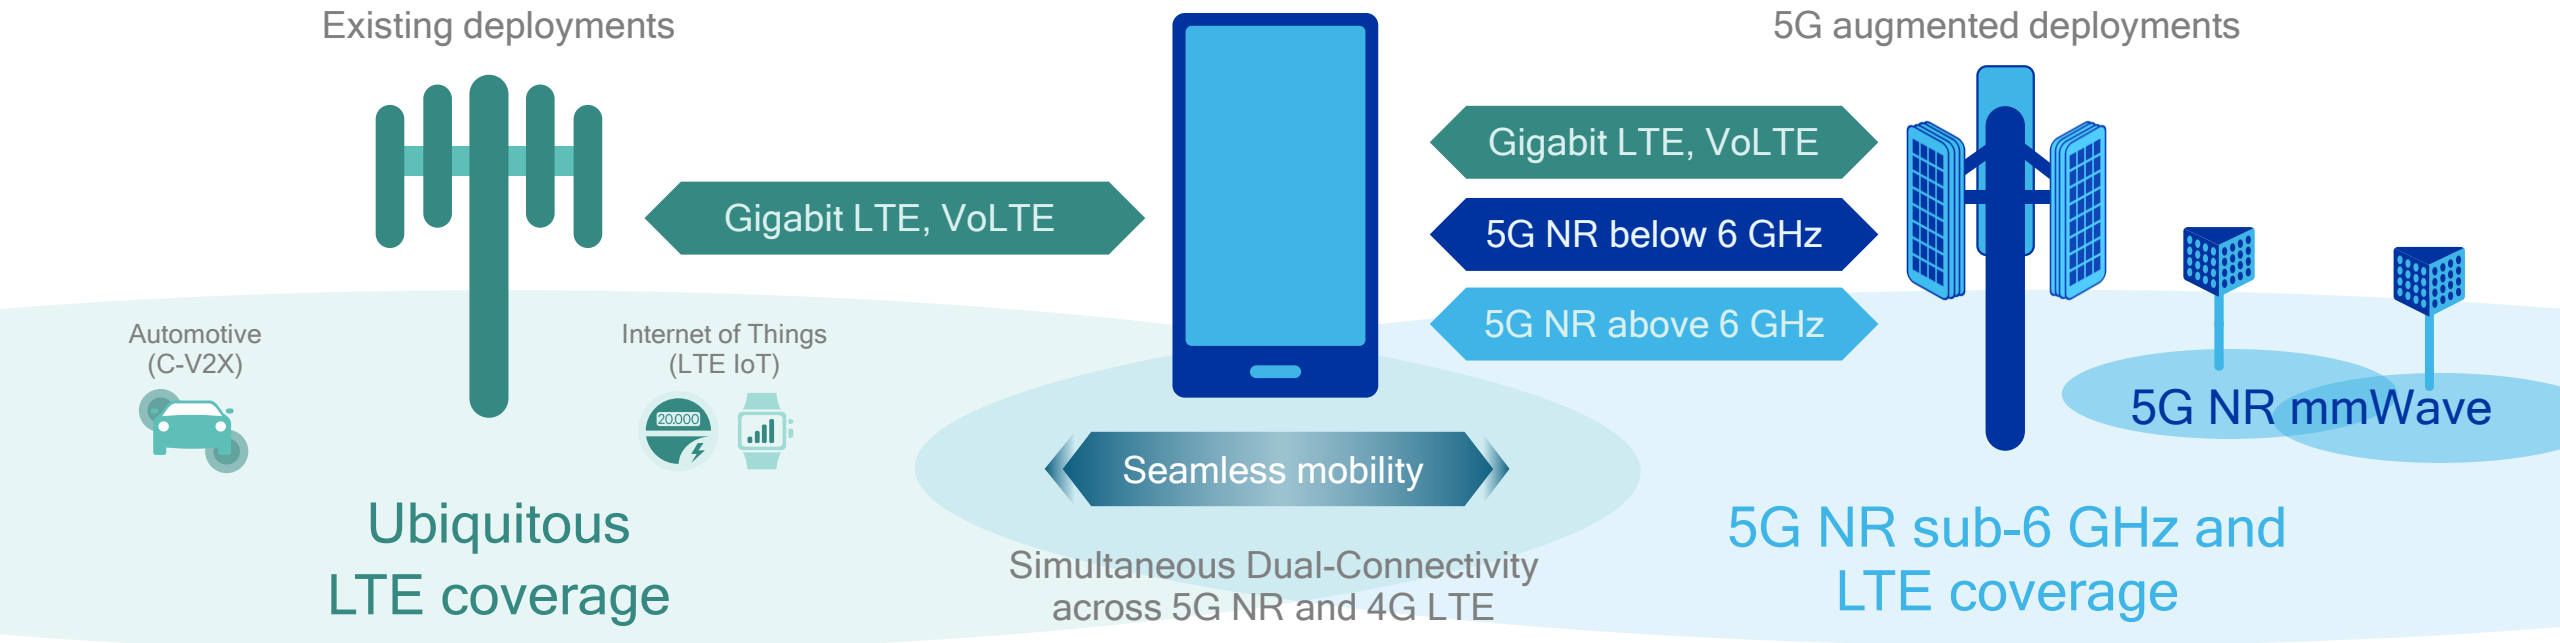 Existing deployments
5G augmented deployments
Gigabit LTE, VoLTE
Gigabit LTE, VoLTE
5G NR below 6 GHz
5G NR above 6 GHz
Automotive
(C-V2X)
Internet of Things
(LTE IoT)
20.000
5G NR mmWave
Seamless mobility
Ubiquitous
LTE coverage
Simultaneous Dual-Connectivity
across 5G NR and 4G LTE
5G NR sub-6 GHz and
LTE coverage